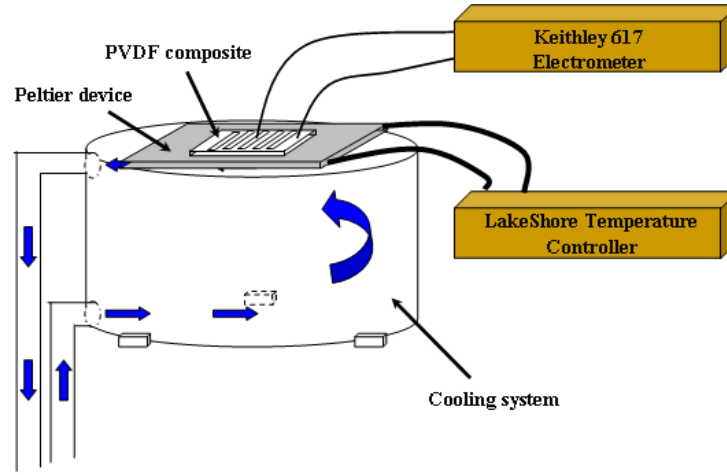 Keithley 617
Electrometer
PVDF composite
Peltier device
LakeShore Temperature
Controller
Cooling system